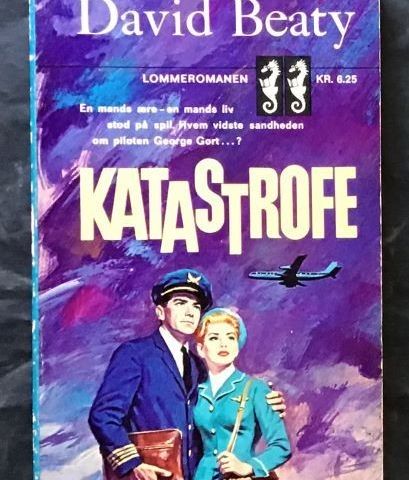 David Beaty
LOMMEROMANEN KR. 6.25
En mands ære - en mands liv
stod på spil. Hvem vidste sandheden
om piloten George Gort...?
KATASTROFE